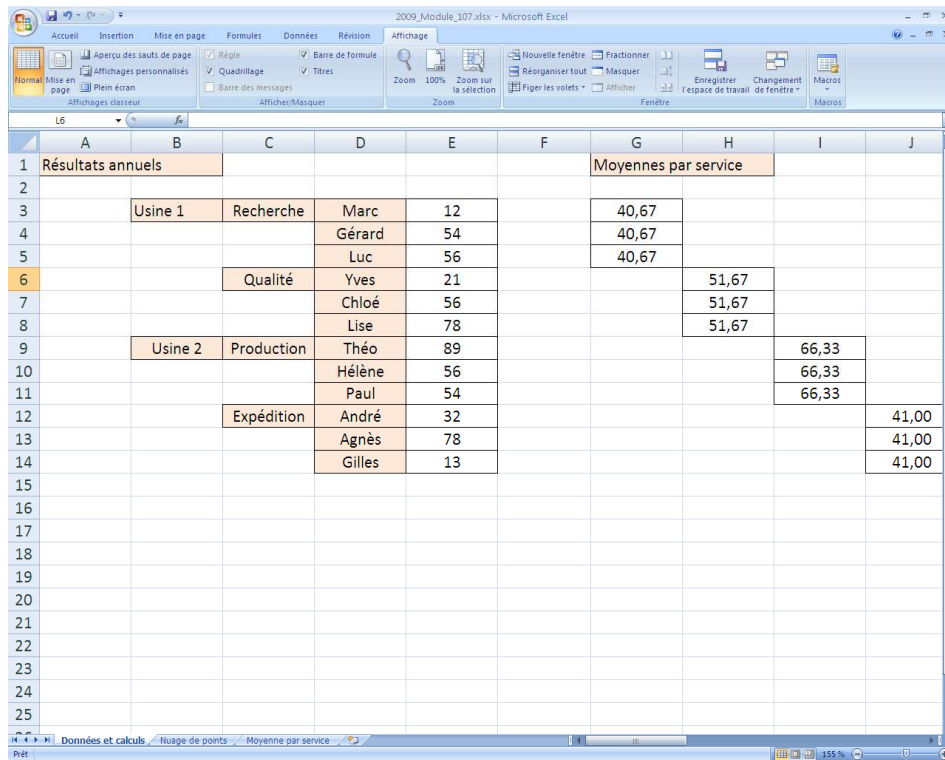 2009_Module_107.xlsx - Microsoft Excel
Accueil Insertion Mise en page Formules Données Révision Affichage
Normal Mise en page Aperçu des sauts de page Affichages personnalisés Plein écran
Affichages classeur
Règle Barre de formule
Quadrillage Titres
Barre des messages
Afficher/Masquer
Zoom 100% Zoom sur la sélection
Zoom
Nouvelle fenêtre Fractionner
Réorganiser tout Masquer
Figer les volets Afficher
Enregistrer l'espace de travail Changement de fenêtre
Fenêtre
Macros
Macros
L6 fx
A B C D E F G H I J
1 Résultats annuels Moyennes par service
2
3 Usine 1 Recherche Marc 12 40,67
4 Gérard 54 40,67
5 Luc 56 40,67
6 Qualité Yves 21 51,67
7 Chloé 56 51,67
8 Lise 78 51,67
9 Usine 2 Production Théo 89 66,33
10 Hélène 56 66,33
11 Paul 54 66,33
12 Expédition André 32 41,00
13 Agnès 78 41,00
14 Gilles 13 41,00
15
16
17
18
19
20
21
22
23
24
25
Données et calculs Nuage de points Moyenne par service
Prêt 155 %